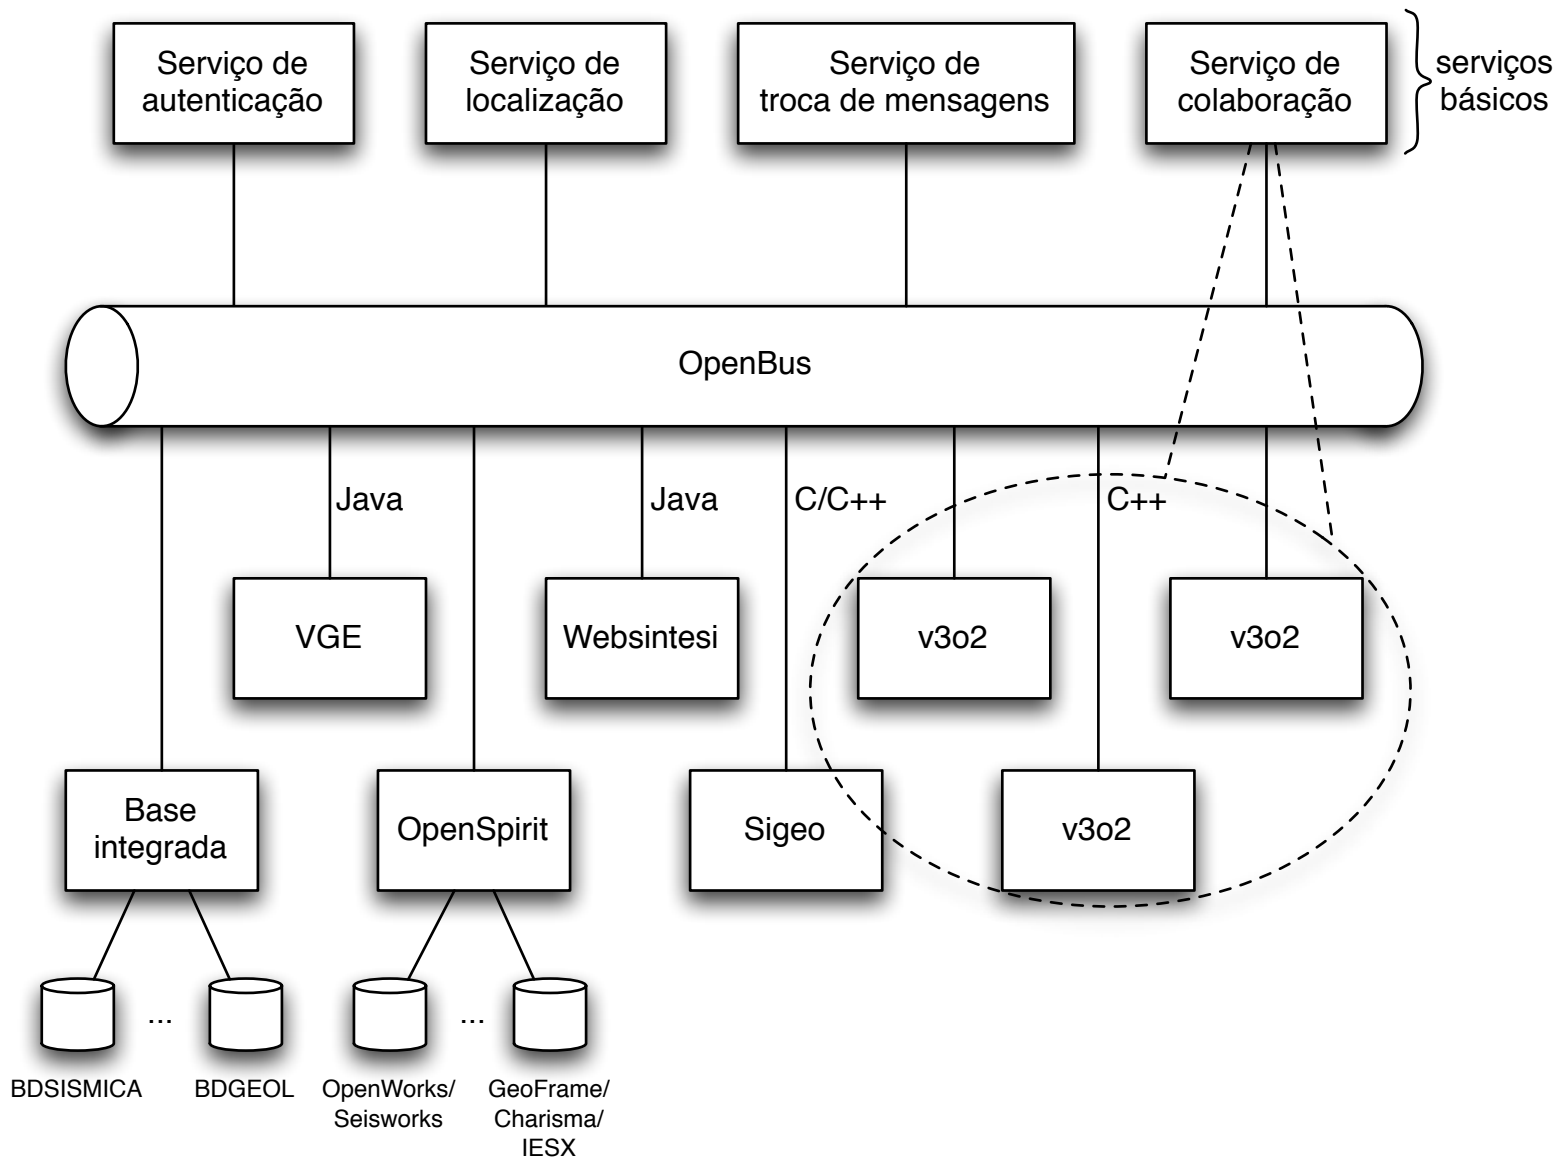 Serviço de
autenticação
Serviço de
localização
Serviço de
troca de mensagens
Serviço de
colaboração
serviços
básicos
OpenBus
Java
Java
C/C++
C++
VGE
Websintesi
v3o2
v3o2
Base
integrada
OpenSpirit
Sigeo
v3o2
...
...
BDSISMICA
BDGEOL
OpenWorks/
Seisworks
GeoFrame/
Charisma/
IESX